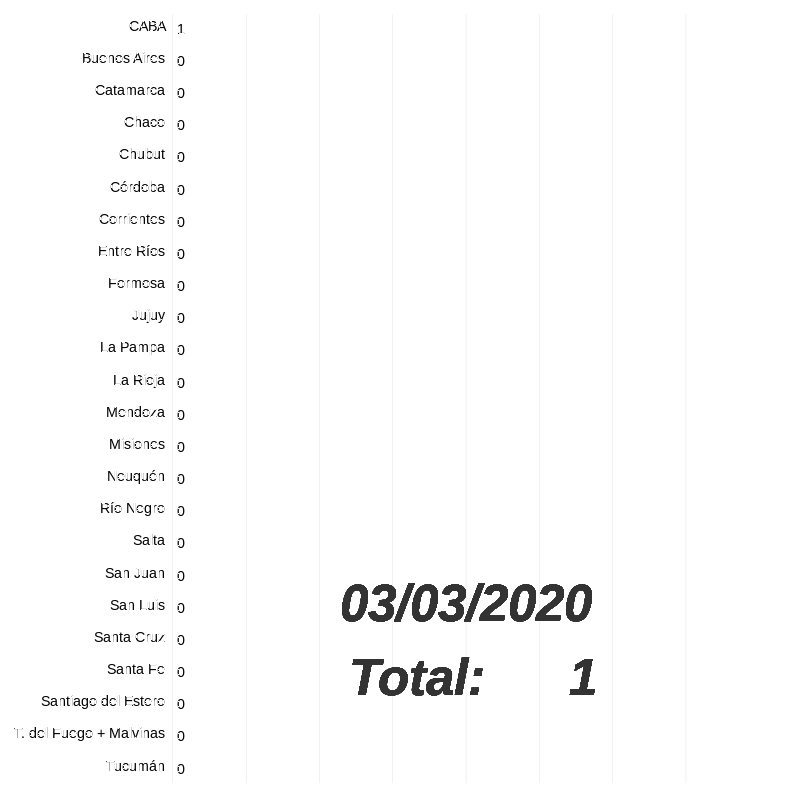 CABA 1
Buenos Aires 0
Catamarca 0
Chaco 0
Chubut 0
Córdoba 0
Corrientes 0
Entre Ríos 0
Formosa 0
Jujuy 0
La Pampa 0
La Rioja 0
Mendoza 0
Misiones 0
Neuquén 0
Río Negro 0
Salta 0
San Juan 0
San Luis 0
Santa Cruz 0
Santa Fe 0
Santiago del Estero 0
T. del Fuego + Malvinas 0
Tucumán 0
03/03/2020
Total: 1